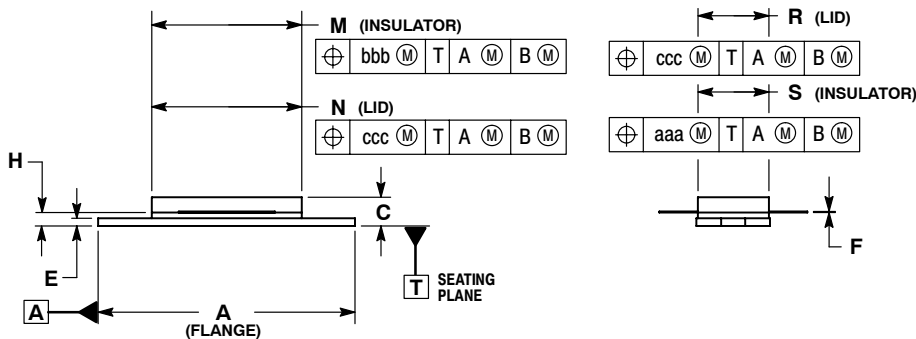 M (INSULATOR)
⌖ bbb Ⓜ T A Ⓜ B Ⓜ
N (LID)
⌖ ccc Ⓜ T A Ⓜ B Ⓜ
R (LID)
⌖ ccc Ⓜ T A Ⓜ B Ⓜ
S (INSULATOR)
⌖ aaa Ⓜ T A Ⓜ B Ⓜ
H
C
E
F
T SEATING
PLANE
A
A
(FLANGE)